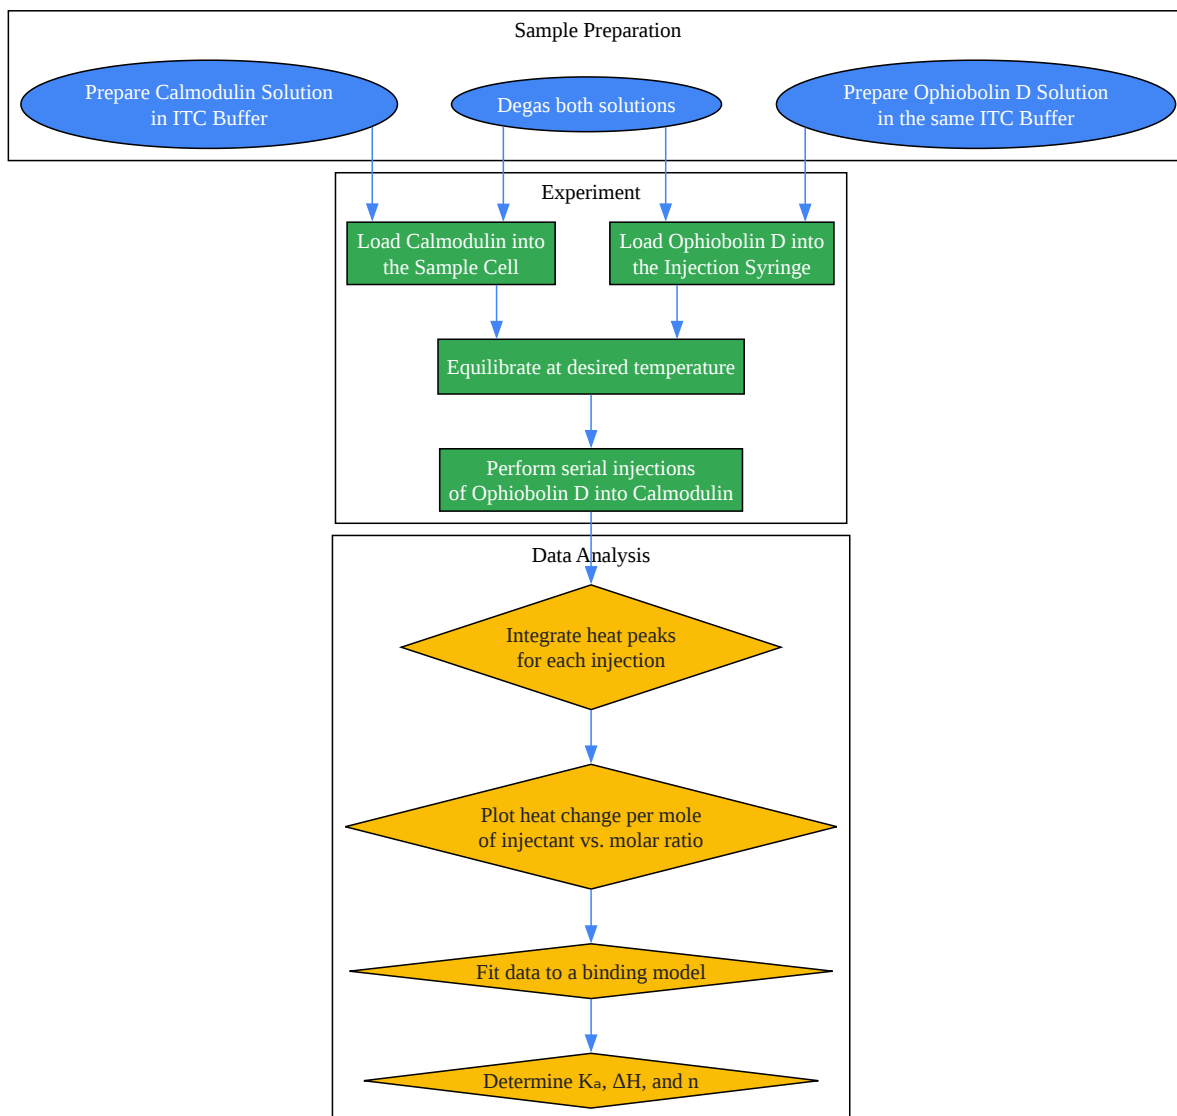 Sample Preparation
Prepare Calmodulin Solution
in ITC Buffer
Degas both solutions
Prepare Ophiobolin D Solution
in the same ITC Buffer
Experiment
Load Calmodulin into
the Sample Cell
Load Ophiobolin D into
the Injection Syringe
Equilibrate at desired temperature
Perform serial injections
of Ophiobolin D into Calmodulin
Data Analysis
Integrate heat peaks
for each injection
Plot heat change per mole
of injectant vs. molar ratio
Fit data to a binding model
Determine Kₐ, ΔH, and n